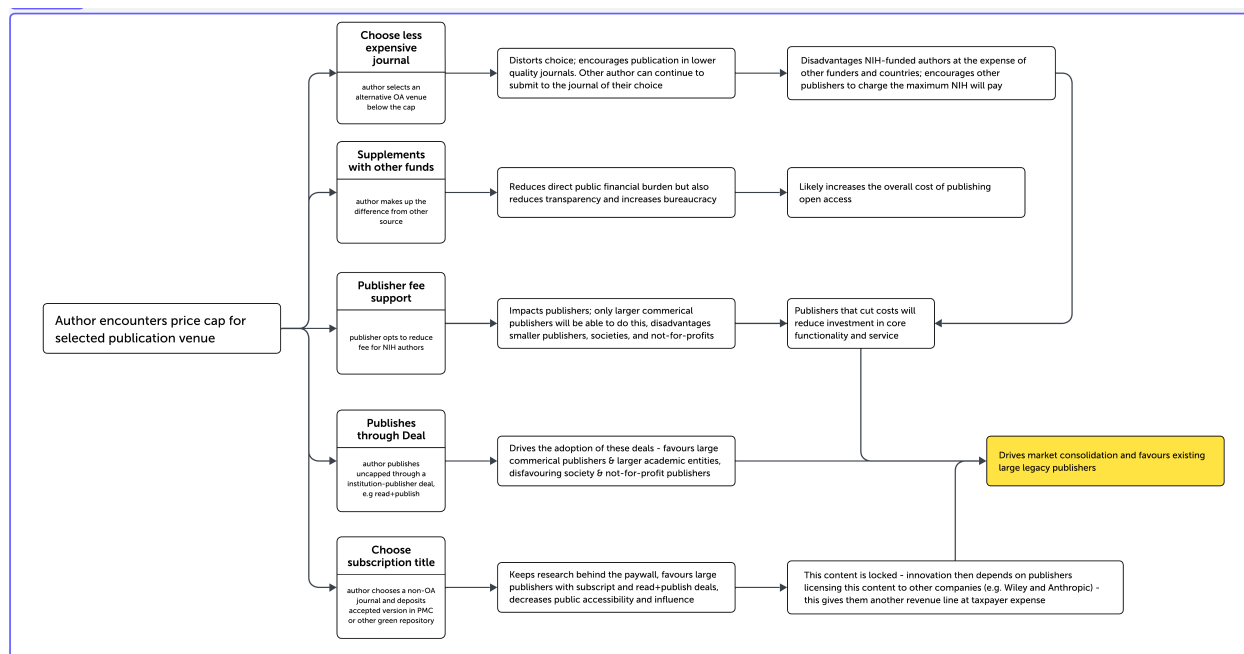 Author encounters price cap for
selected publication venue
Choose less
expensive
journal
author selects an
alternative OA venue
below the cap
Distorts choice; encourages publication in lower
quality journals. Other author can continue to
submit to the journal of their choice
Disadvantages NIH-funded authors at the expense of
other funders and countries; encourages other
publishers to charge the maximum NIH will pay
Supplements
with other funds
author makes up the
difference from other
source
Reduces direct public financial burden but also
reduces transparency and increases bureaucracy
Likely increases the overall cost of publishing
open access
Publisher fee
support
publisher opts to reduce
fee for NIH authors
Impacts publishers; only larger commerical
publishers will be able to do this, disadvantages
smaller publishers, societies, and not-for-profits
Publishers that cut costs will
reduce investment in core
functionality and service
Publishes
through Deal
author publishes
uncapped through a
institution-publisher deal,
e.g read+publish
Drives the adoption of these deals - favours large
commerical publishers & larger academic entities,
disfavouring society & not-for-profit publishers
Drives market consolidation and favours existing
large legacy publishers
Choose
subscription title
author chooses a non-OA
journal and deposits
accepted version in PMC
or other green repository
Keeps research behind the paywall, favours large
publishers with subscript and read+publish deals,
decreases public accessibility and influence
This content is locked - innovation then depends on publishers
licensing this content to other companies (e.g. Wiley and Anthropic) -
this gives them another revenue line at taxpayer expense